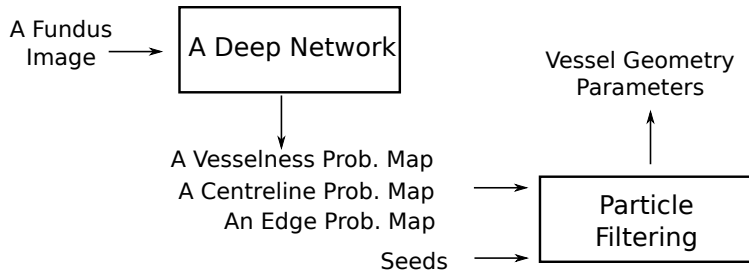 A Fundus
Image
A Deep Network
A Vesselness Prob. Map
A Centreline Prob. Map
An Edge Prob. Map
Seeds
Particle
Filtering
Vessel Geometry
Parameters